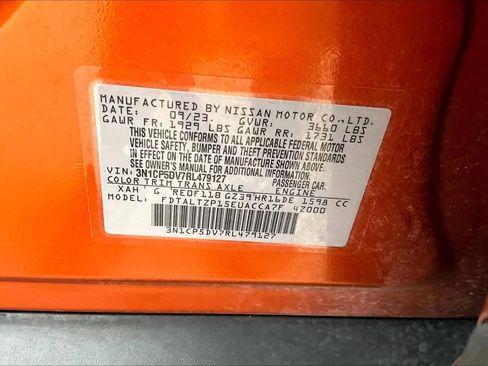 MANUFACTURED BY NISSAN MOTOR CO., LTD.
DATE: 09/23. GVWR: 3660 LBS
GAWR FR: 1929 LBS GAWR RR: 1731 LBS
THIS VEHICLE CONFORMS TO ALL APPLICABLE FEDERAL MOTOR
VEHICLE SAFETY, BUMPER, AND THEFT PREVENTION STANDARDS
IN EFFECT ON THE DATE OF MANUFACTURE SHOWN ABOVE.
SEE OWNER'S MANUAL FOR ADDITIONAL INFORMATION.
VIN: 3N1CP5DV7RL479127 PASSENGER CAR.
COLOR TRIM TRANS AXLE ENGINE
XAH G RE0F11B GZ39 HR16DE 1598 CC
MODEL: FDTALTZP15EUACCA7F 42000
3N1CP5DV7RL479127